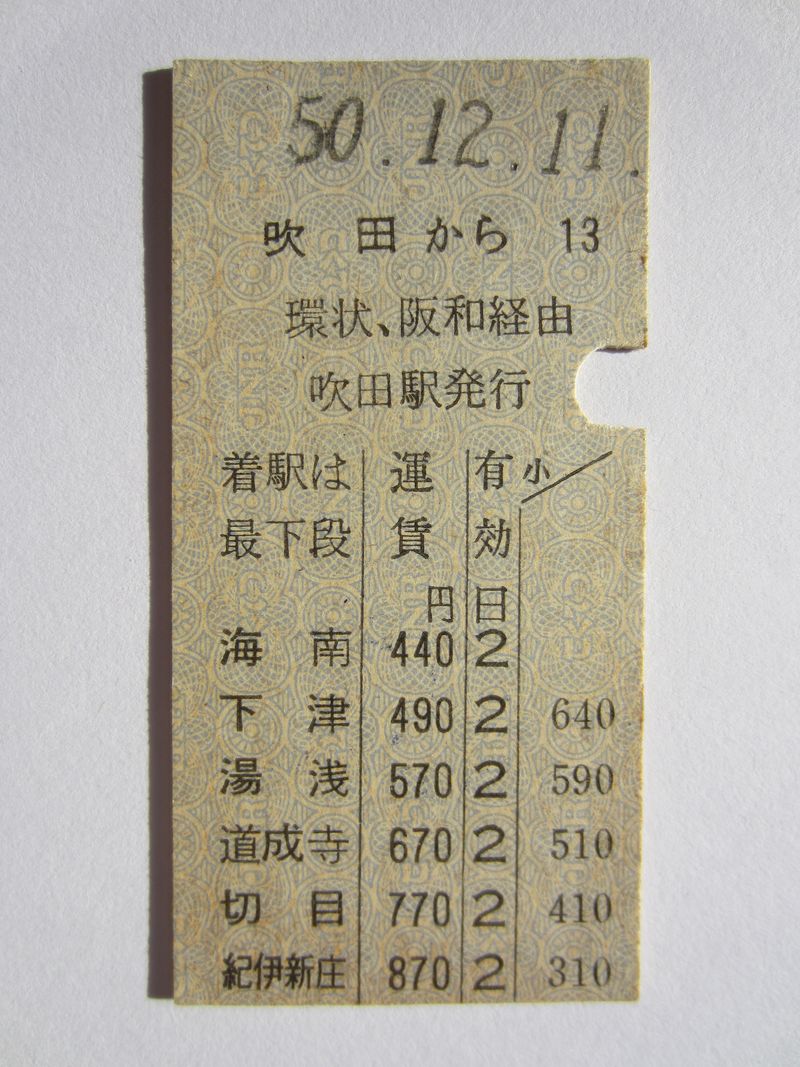 50.12.11.
吹田から 13
環状、阪和経由
吹田駅発行
着駅は 運 有 小
最下段 賃 効
円 日
海南 440 2
下津 490 2 640
湯浅 570 2 590
道成寺 670 2 510
切目 770 2 410
紀伊新庄 870 2 310